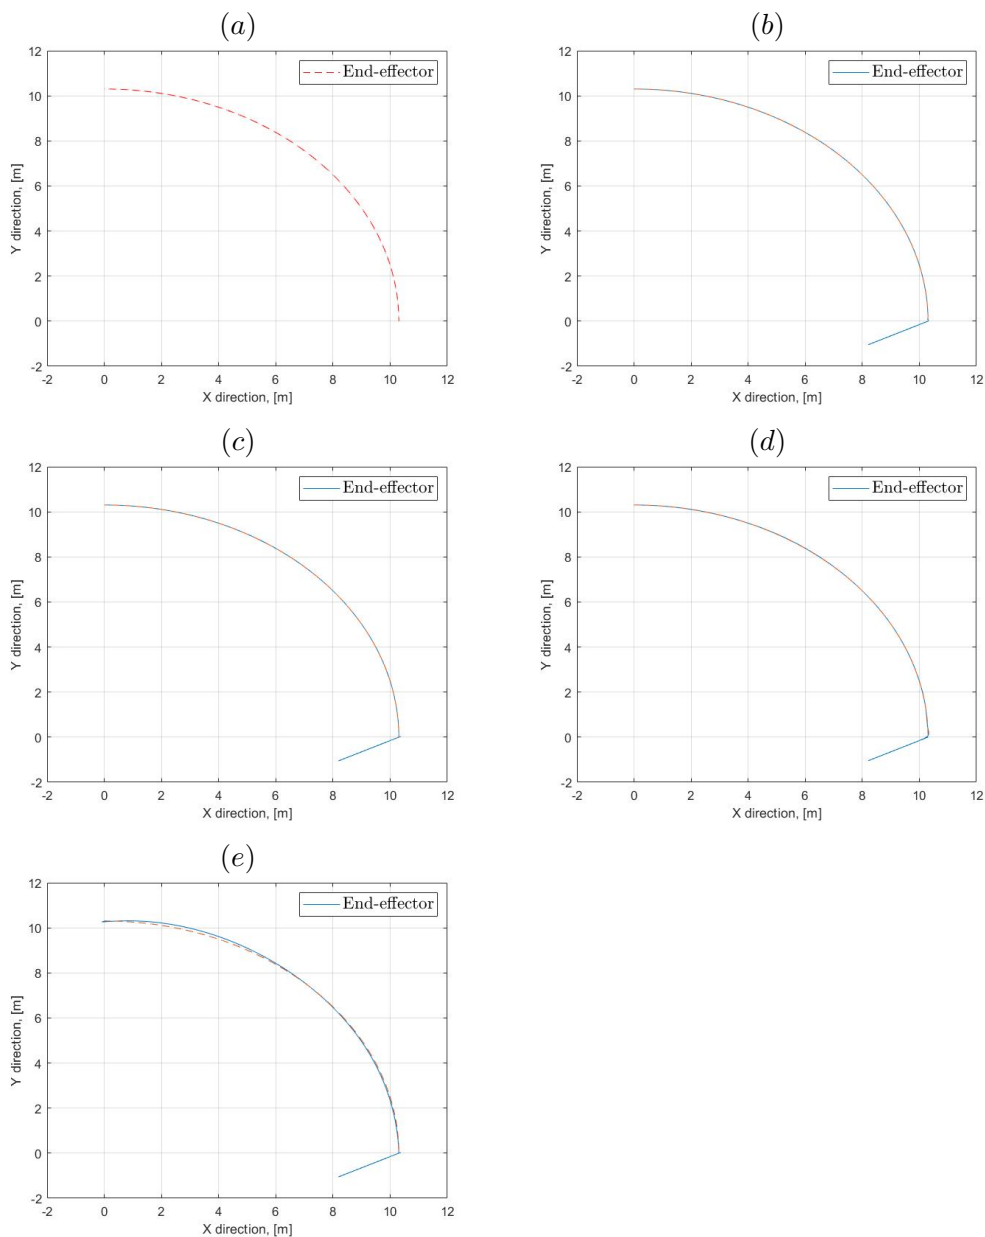 (a)
12
10
8
6
4
2
0
-2
-2 0 2 4 6 8 10 12
Y direction, [m]
X direction, [m]
End-effector
(b)
12
10
8
6
4
2
0
-2
-2 0 2 4 6 8 10 12
Y direction, [m]
X direction, [m]
End-effector
(c)
12
10
8
6
4
2
0
-2
-2 0 2 4 6 8 10 12
Y direction, [m]
X direction, [m]
End-effector
(d)
12
10
8
6
4
2
0
-2
-2 0 2 4 6 8 10 12
Y direction, [m]
X direction, [m]
End-effector
(e)
12
10
8
6
4
2
0
-2
-2 0 2 4 6 8 10 12
Y direction, [m]
X direction, [m]
End-effector